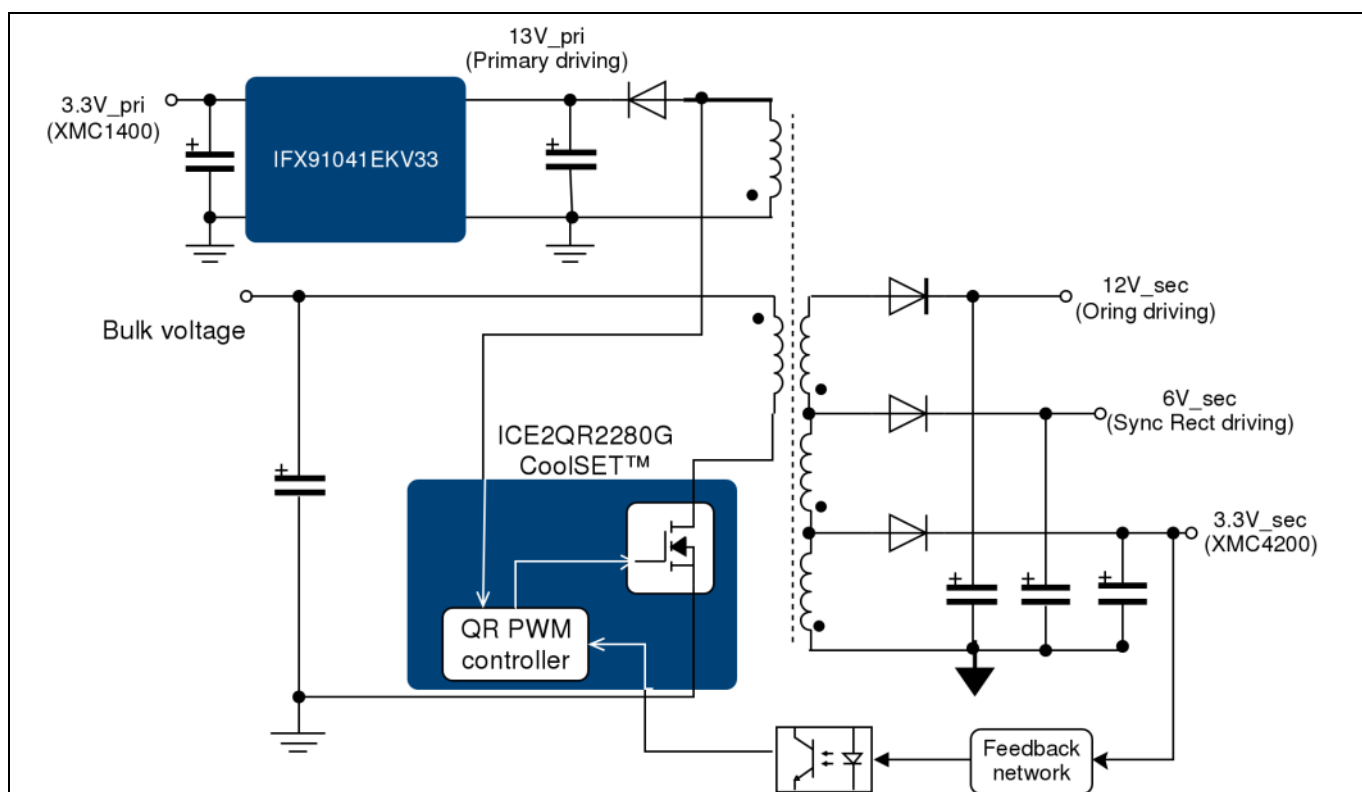 13V_pri
(Primary driving)
3.3V_pri
(XMC1400)
+
+
IFX91041EKV33
Bulk voltage
12V_sec
(Oring driving)
6V_sec
(Sync Rect driving)
ICE2QR2280G
CoolSET™
+
3.3V_sec
(XMC4200)
+
+
+
QR PWM
controller
Feedback
network